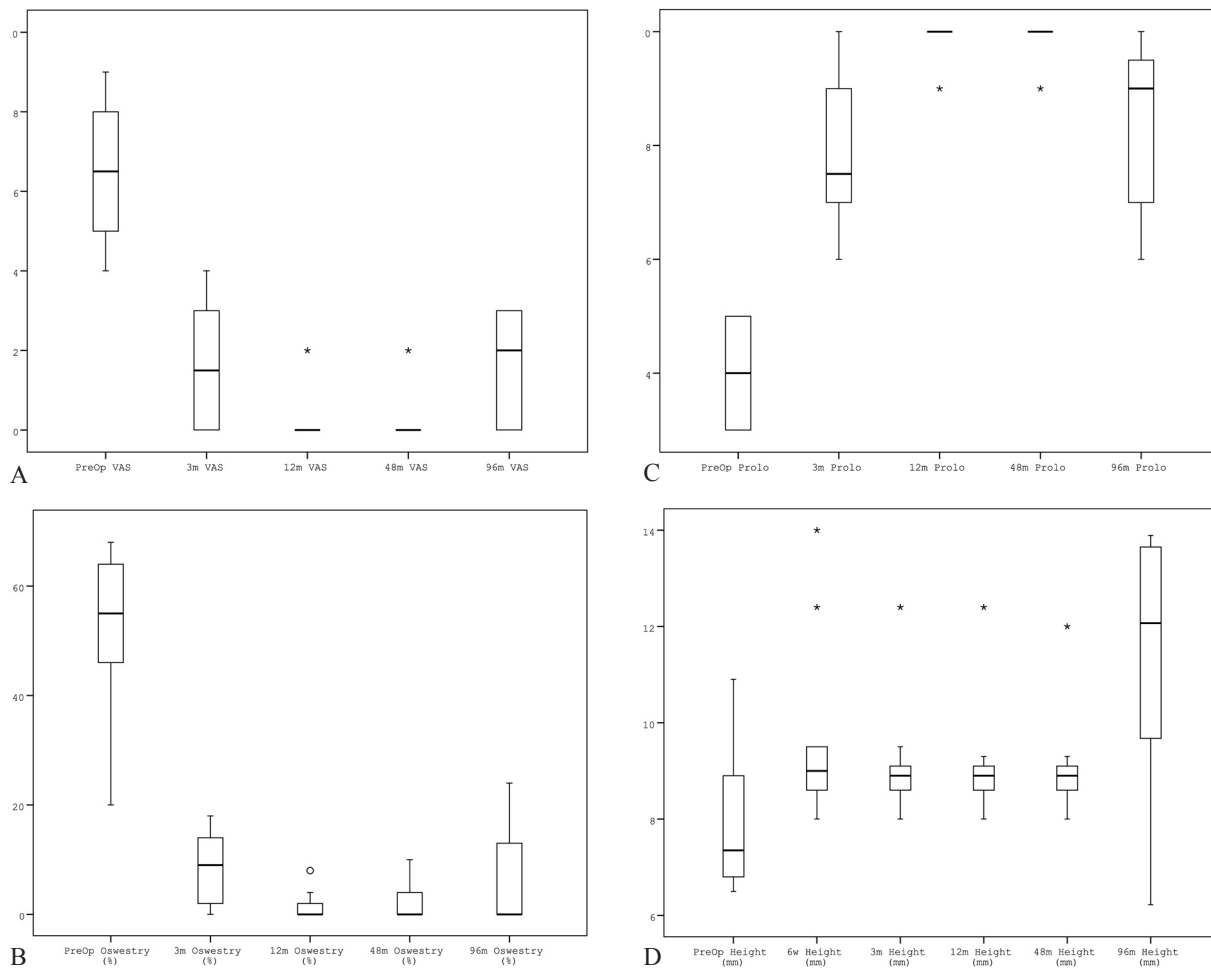 .0
8
6
4
2
0
PreOp VAS 3m VAS 12m VAS 48m VAS 96m VAS
A
.0
8
6
4
PreOp Prolo 3m Prolo 12m Prolo 48m Prolo 96m Prolo
C
60
40
20
0
PreOp Oswestry 3m Oswestry 12m Oswestry 48m Oswestry 96m Oswestry
(%) (%) (%) (%) (%)
B
14
12
10
8
6
PreOp Height 6w Height 3m Height 12m Height 48m Height 96m Height
(mm) (mm) (mm) (mm) (mm) (mm)
D